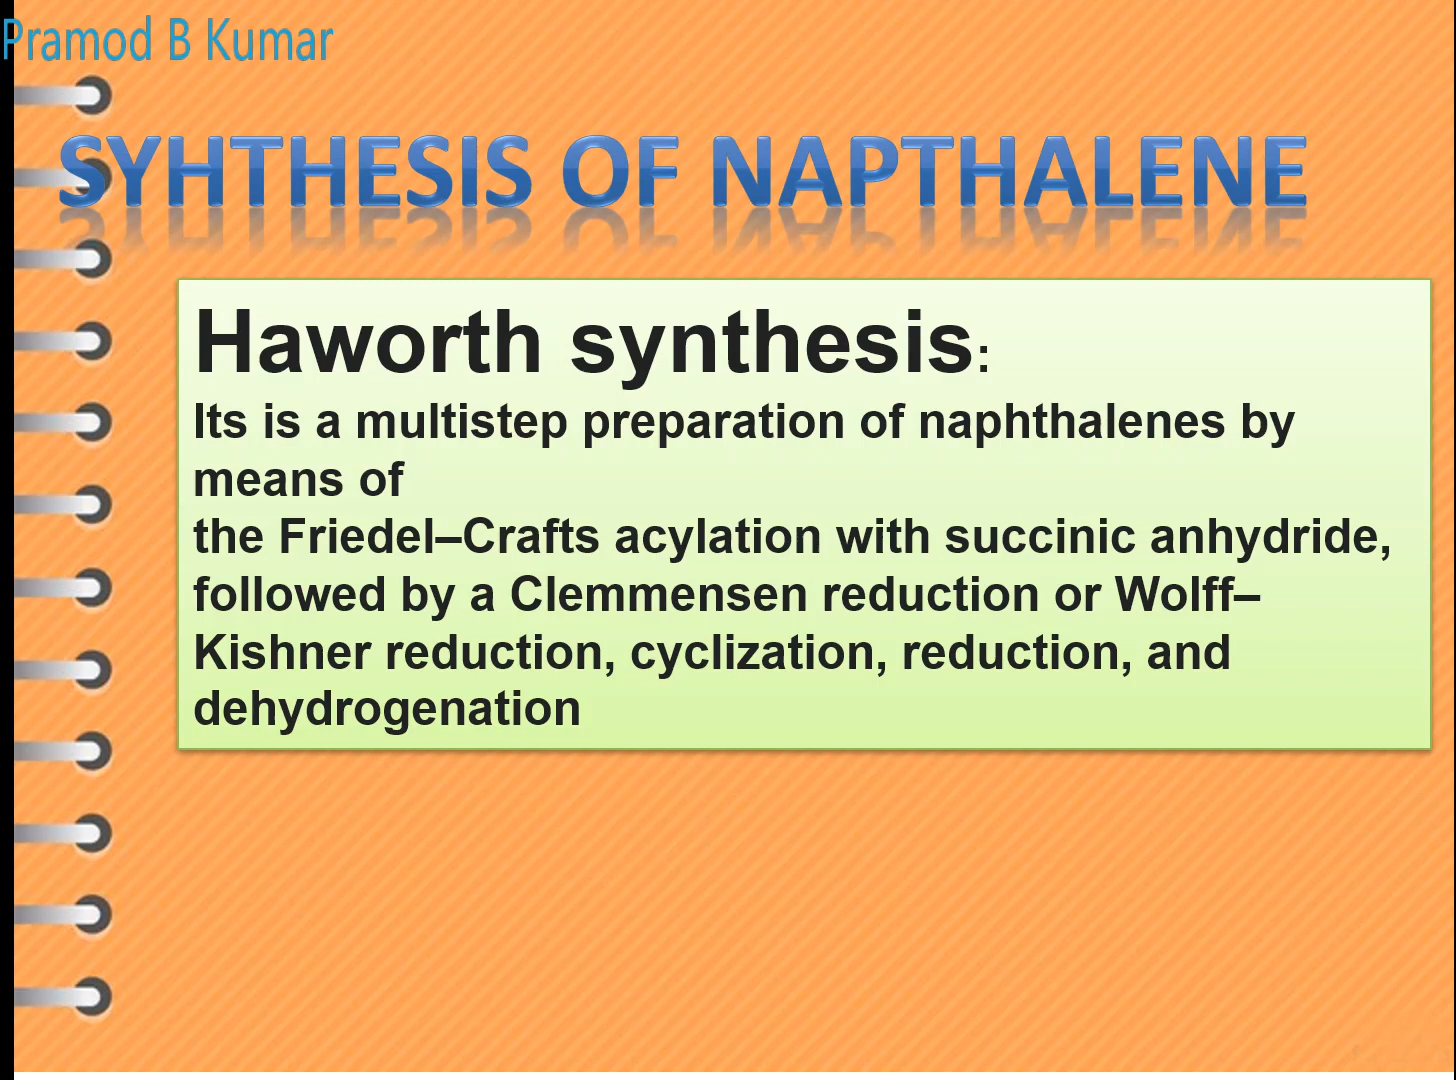 Pramod B Kumar
SYHTHESIS OF NAPTHALENE
Haworth synthesis:
Its is a multistep preparation of naphthalenes by
means of
the Friedel–Crafts acylation with succinic anhydride,
followed by a Clemmensen reduction or Wolff–
Kishner reduction, cyclization, reduction, and
dehydrogenation